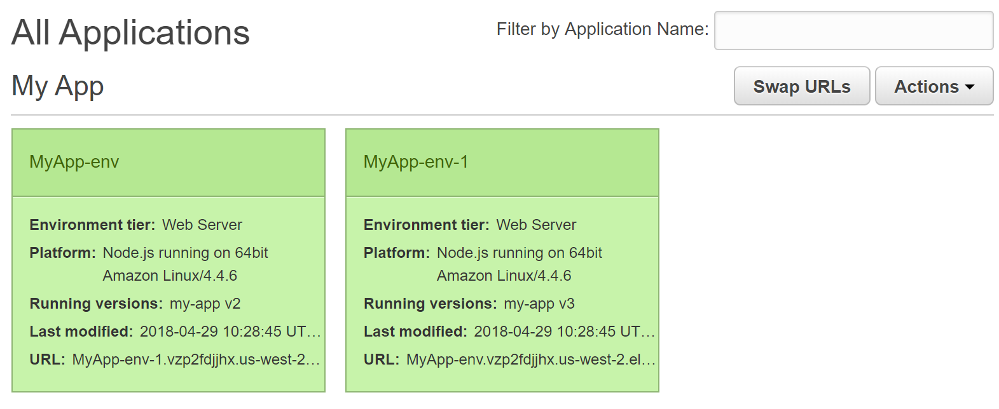 All Applications
Filter by Application Name:
My App
Swap URLs
Actions
MyApp-env
Environment tier: Web Server
Platform: Node.js running on 64bit
Amazon Linux/4.4.6
Running versions: my-app v2
Last modified: 2018-04-29 10:28:45 UT…
URL: MyApp-env-1.vzp2fdjjhx.us-west-2…
MyApp-env-1
Environment tier: Web Server
Platform: Node.js running on 64bit
Amazon Linux/4.4.6
Running versions: my-app v3
Last modified: 2018-04-29 10:28:45 UT…
URL: MyApp-env.vzp2fdjjhx.us-west-2.el…